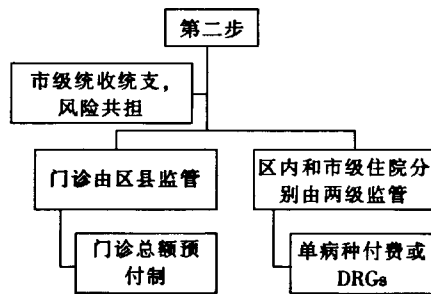 第二步
市级统收统支，
风险共担
门诊由区县监管
区内和市级住院分
别由两级监管
门诊总额预
付制
单病种付费或
DRGs